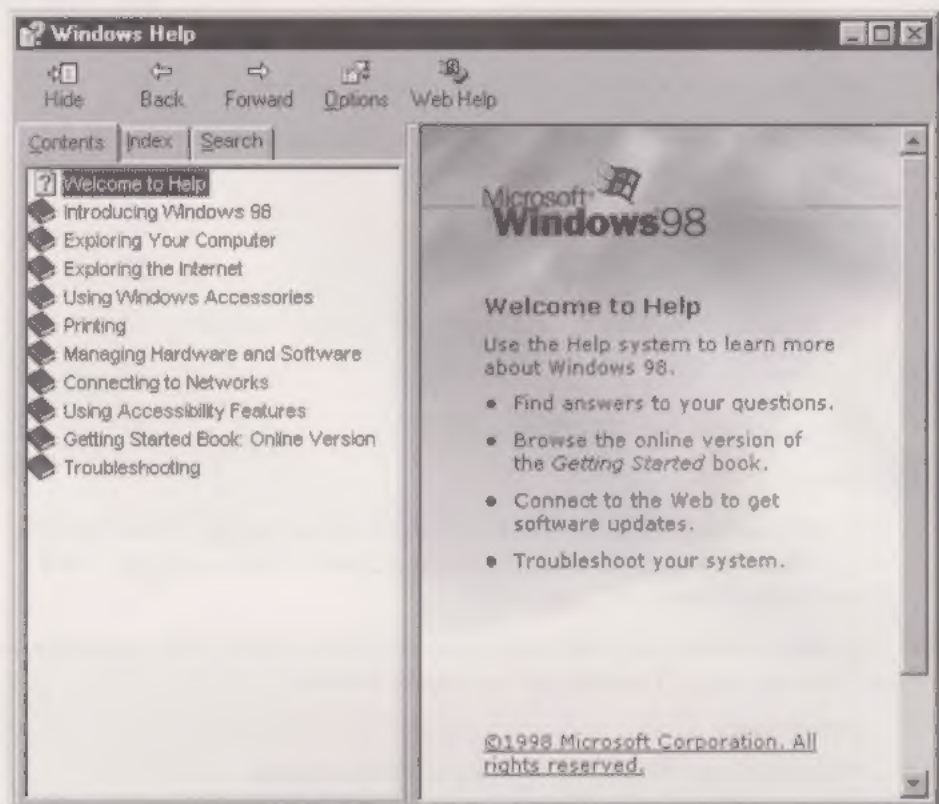 Windows Help
Hide Back Forward Options Web Help
Contents Index Search
Welcome to Help
Introducing Windows 98
Exploring Your Computer
Exploring the Internet
Using Windows Accessories
Printing
Managing Hardware and Software
Connecting to Networks
Using Accessibility Features
Getting Started Book: Online Version
Troubleshooting
Microsoft
Windows98
Welcome to Help
Use the Help system to learn more
about Windows 98.
• Find answers to your questions.
• Browse the online version of
the Getting Started book.
• Connect to the Web to get
software updates.
• Troubleshoot your system.
©1998 Microsoft Corporation. All
rights reserved.